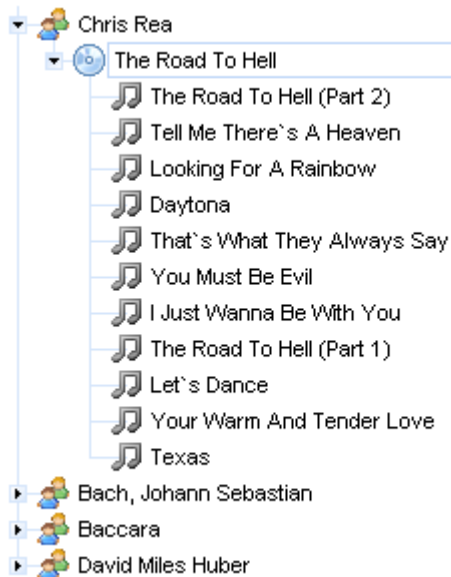 Chris Rea
The Road To Hell
The Road To Hell (Part 2)
Tell Me There`s A Heaven
Looking For A Rainbow
Daytona
That`s What They Always Say
You Must Be Evil
I Just Wanna Be With You
The Road To Hell (Part 1)
Let`s Dance
Your Warm And Tender Love
Texas
Bach, Johann Sebastian
Baccara
David Miles Huber